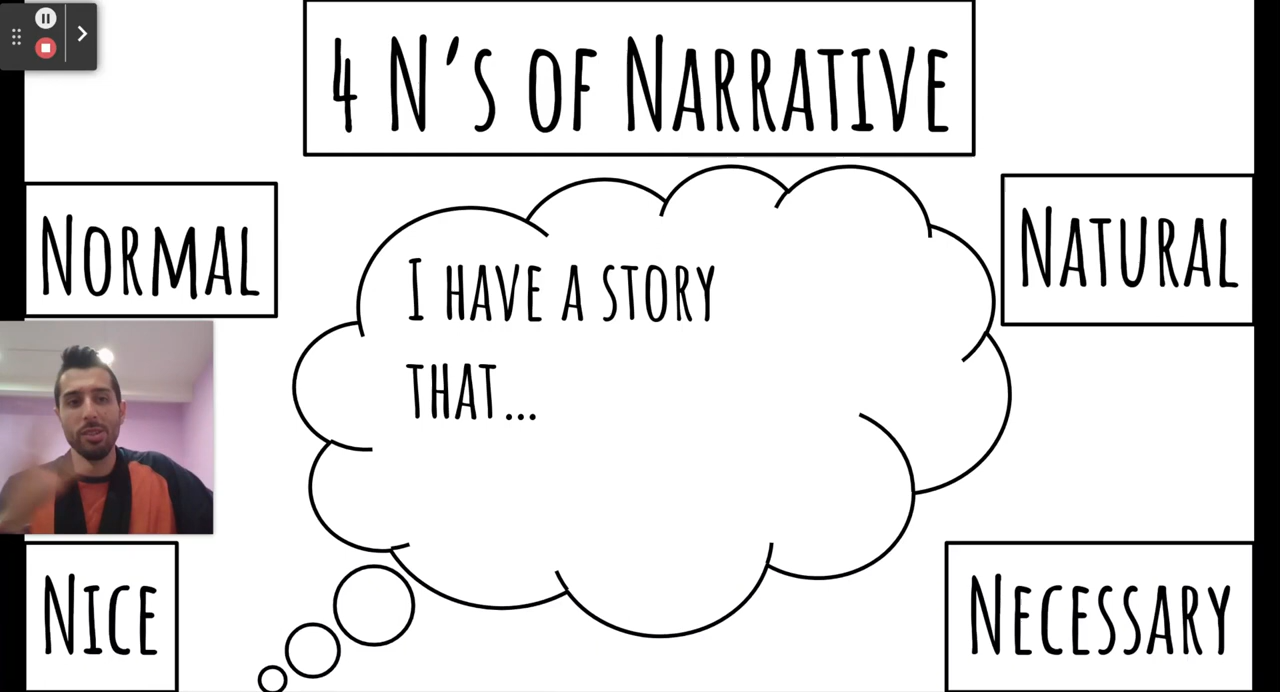 4 N's of Narrative
Normal
Natural
I have a story
that...
Nice
Necessary